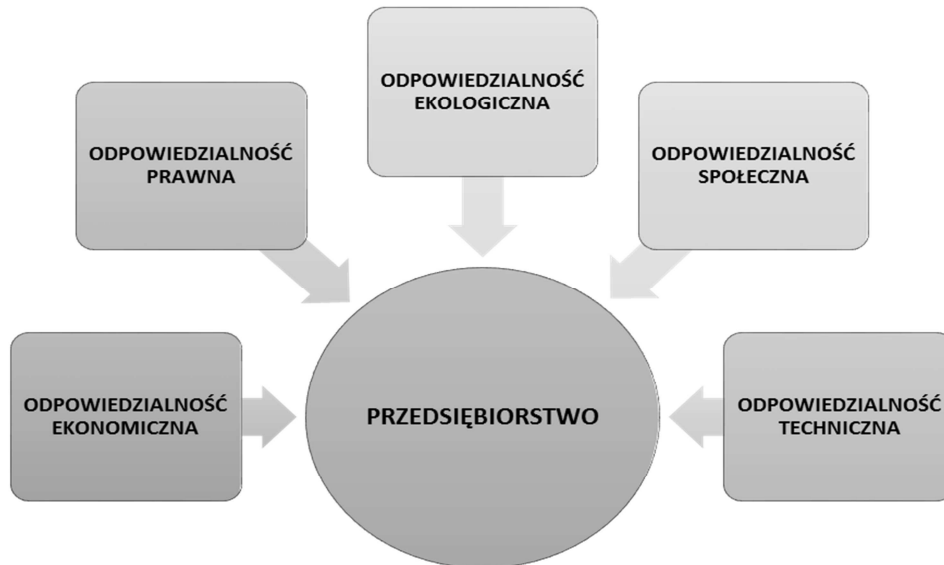 ODPOWIEDZIALNOŚĆ
EKOLOGICZNA
ODPOWIEDZIALNOŚĆ
PRAWNA
ODPOWIEDZIALNOŚĆ
SPOŁECZNA
ODPOWIEDZIALNOŚĆ
EKONOMICZNA
PRZEDSIĘBIORSTWO
ODPOWIEDZIALNOŚĆ
TECHNICZNA